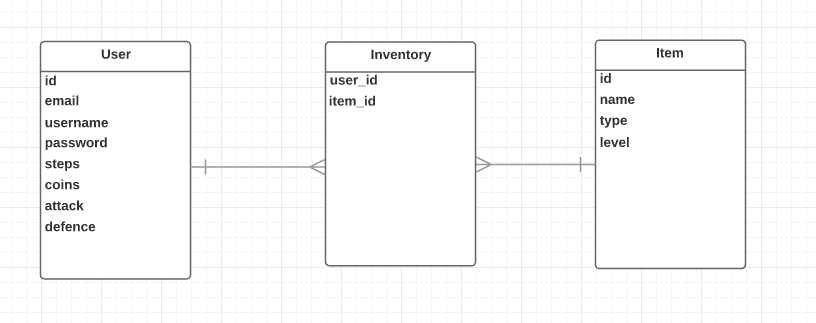 User
id
email
username
password
steps
coins
attack
defence
Inventory
user_id
item_id
Item
id
name
type
level